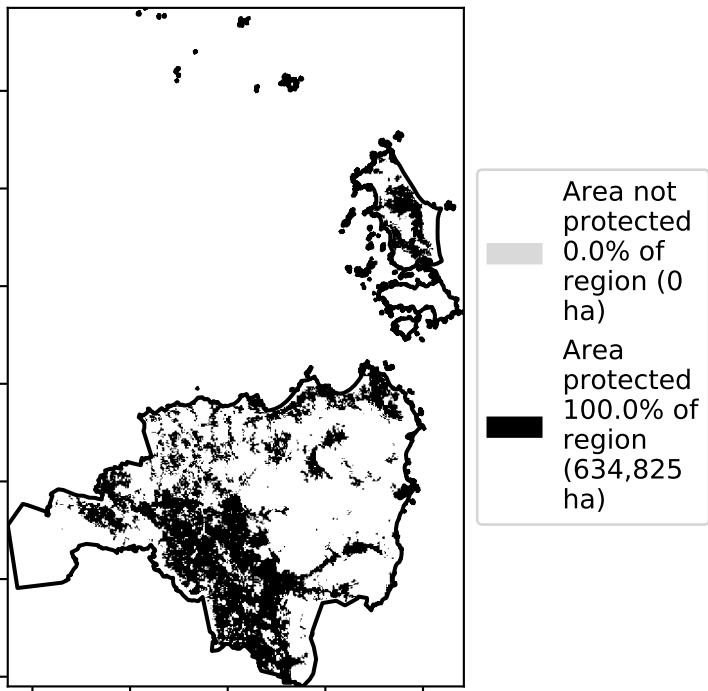 Area not
protected
0.0% of
region (0
ha)
Area
protected
100.0% of
region
(634,825
ha)